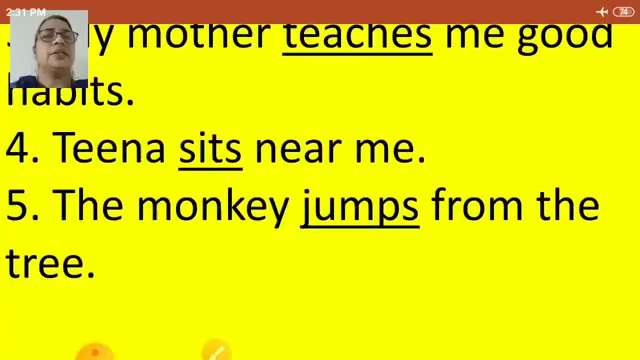 2:31 PM
74
mother teaches me good
habits.
4. Teena sits near me.
5. The monkey jumps from the
tree.